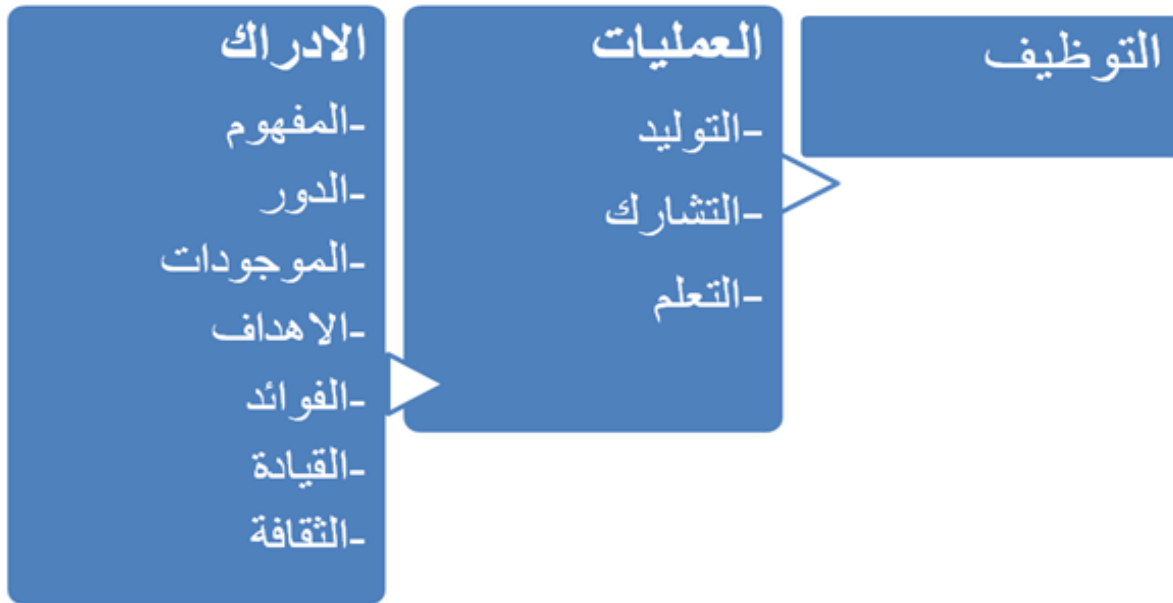 الادراك
-المفهوم
-الدور
-الموجودات
-الاهداف
-الفوائد
-القيادة
-الثقافة
العمليات
-التوليد
-التشارك
-التعلم
التوظيف